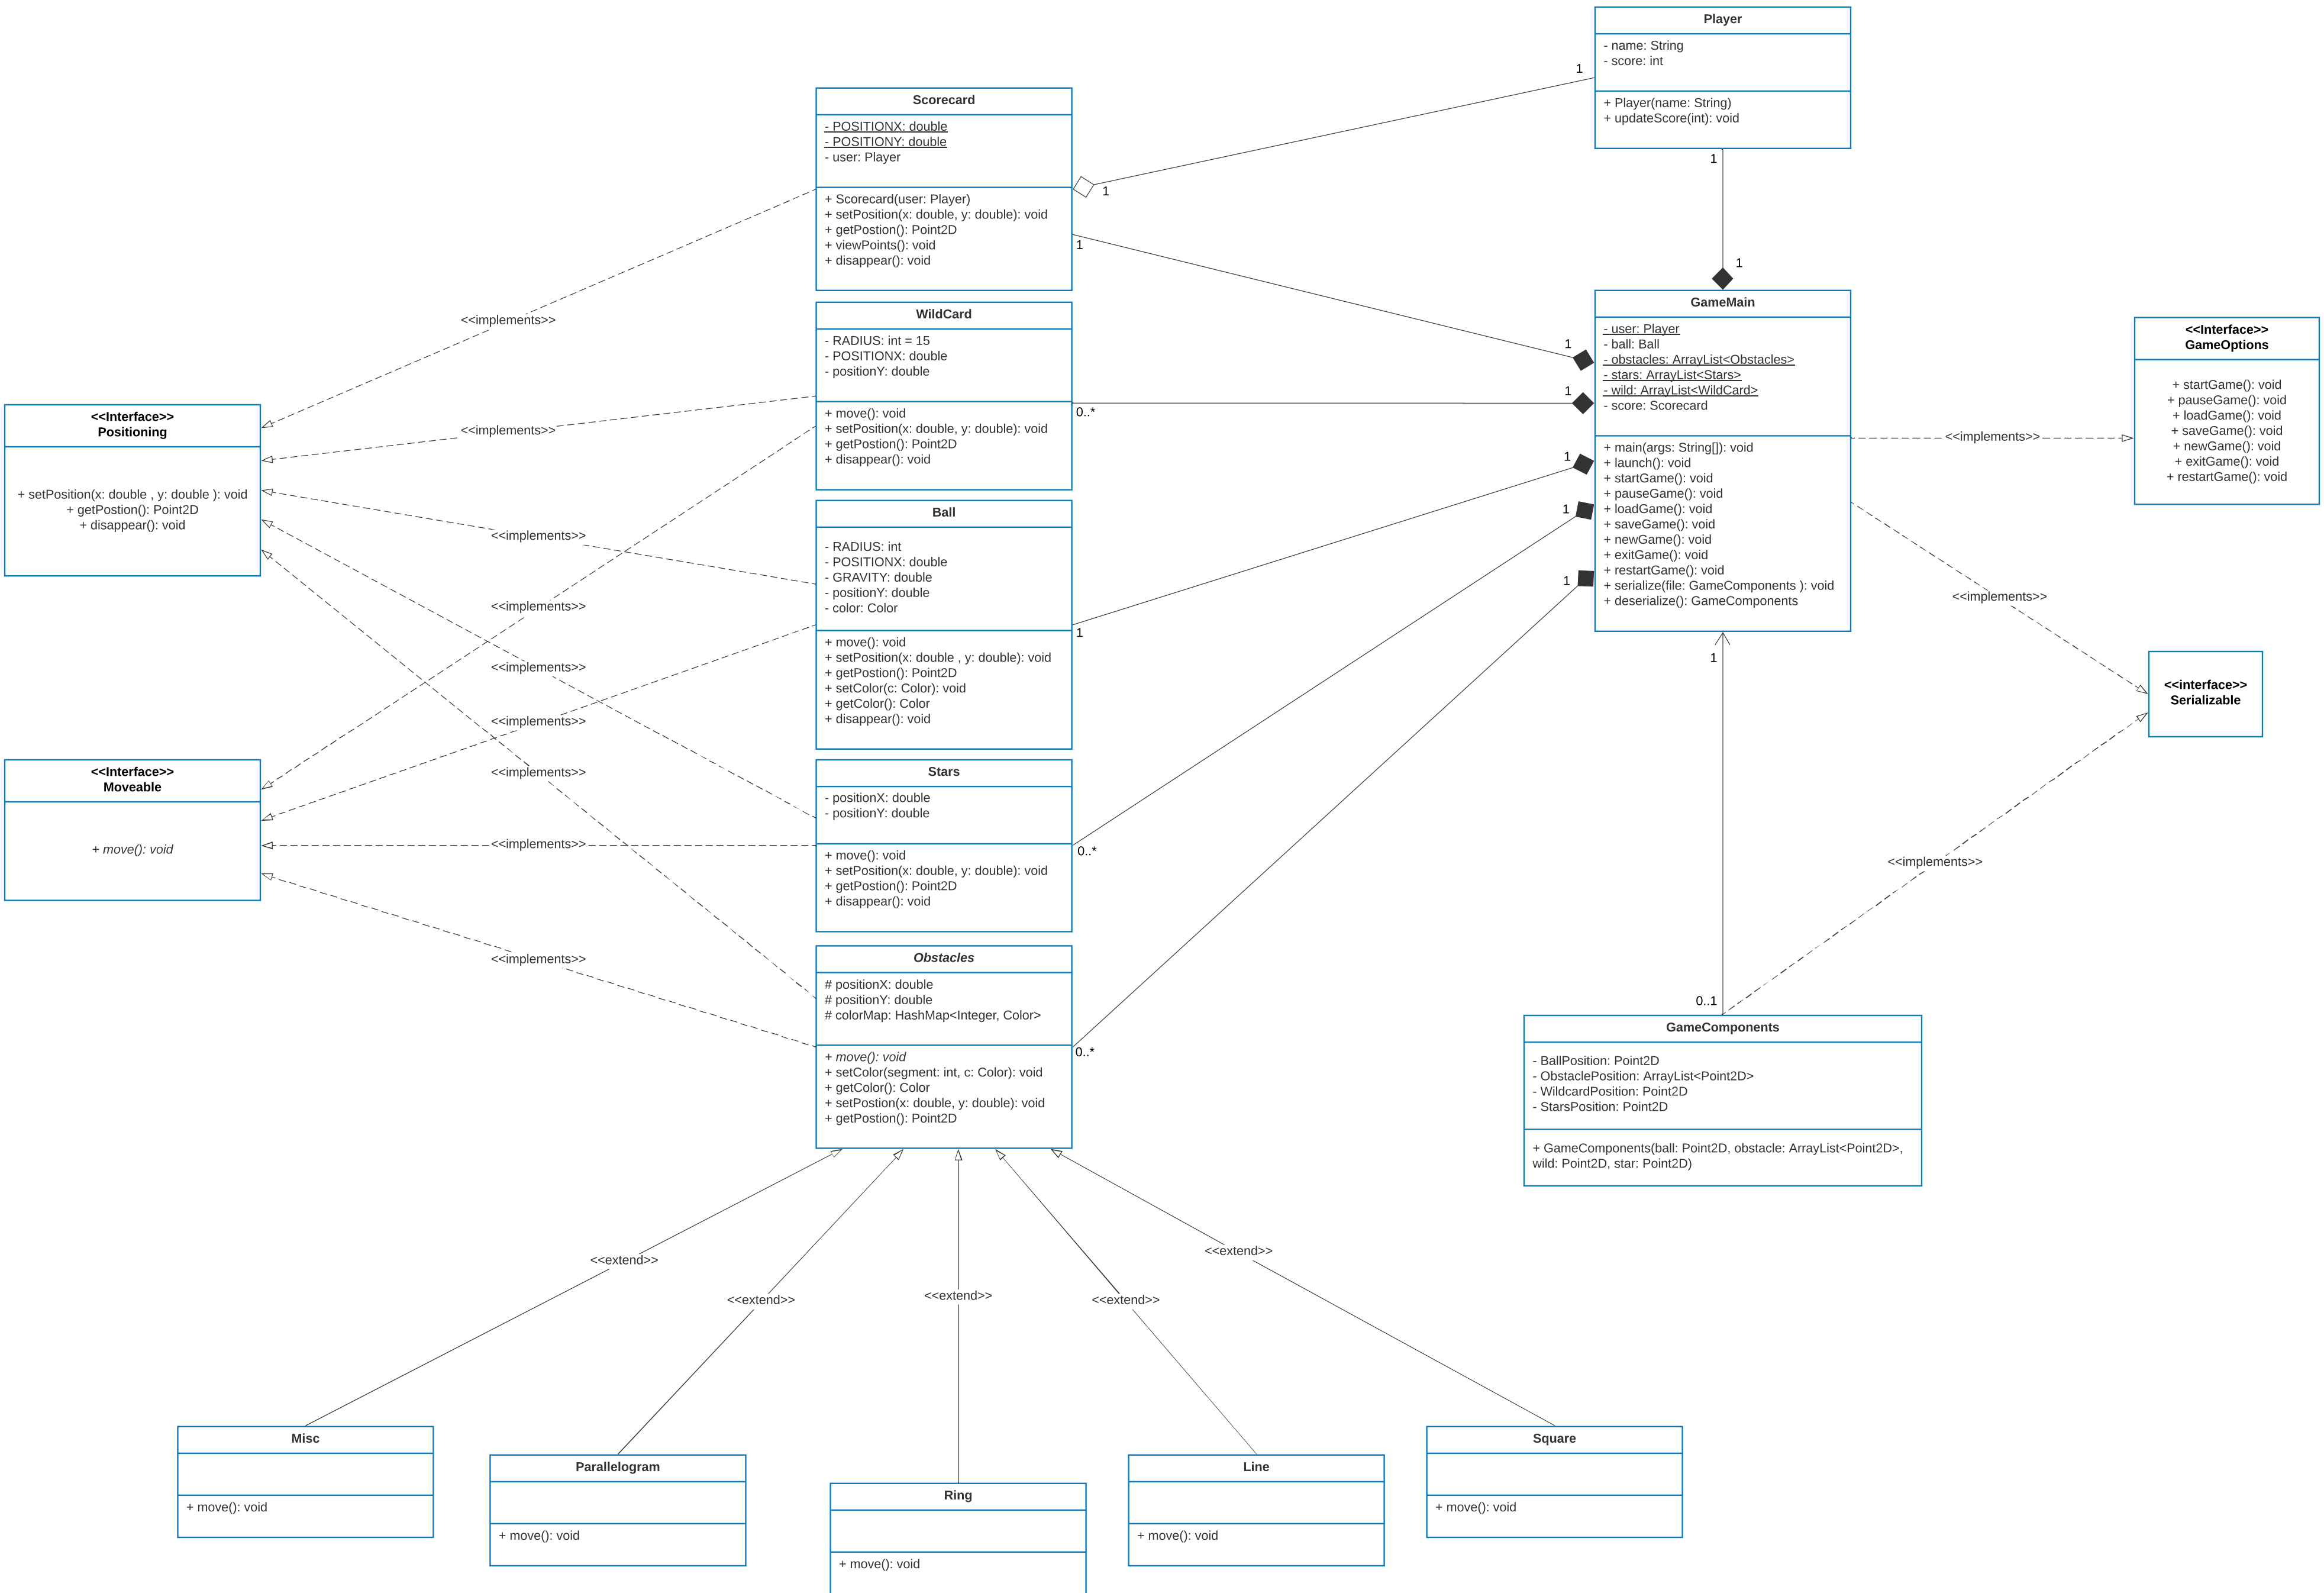 Player
- name: String
- score: int
+ Player(name: String)
+ updateScore(int): void
1
1
1
1
Scorecard
- POSITIONX: double
- POSITIONY: double
- user: Player
+ Scorecard(user: Player)
+ setPosition(x: double, y: double): void
+ getPostion(): Point2D
+ viewPoints(): void
+ disappear(): void
1
1
<<implements>>
WildCard
- RADIUS: int = 15
- POSITIONX: double
- positionY: double
+ move(): void
+ setPosition(x: double, y: double): void
+ getPostion(): Point2D
+ disappear(): void
0..*
1
<<implements>>
GameMain
- user: Player
- ball: Ball
- obstacles: ArrayList<Obstacles>
- stars: ArrayList<Stars>
- wild: ArrayList<WildCard>
- score: Scorecard
+ main(args: String[]): void
+ launch(): void
+ startGame(): void
+ pauseGame(): void
+ loadGame(): void
+ saveGame(): void
+ newGame(): void
+ exitGame(): void
+ restartGame(): void
+ serialize(file: GameComponents ): void
+ deserialize(): GameComponents
<<implements>>
<<Interface>>
GameOptions
+ startGame(): void
+ pauseGame(): void
+ loadGame(): void
+ saveGame(): void
+ newGame(): void
+ exitGame(): void
+ restartGame(): void
<<Interface>>
Positioning
+ setPosition(x: double , y: double ): void
+ getPostion(): Point2D
+ disappear(): void
<<implements>>
<<implements>>
<<implements>>
<<implements>>
<<implements>>
<<implements>>
<<implements>>
Ball
- RADIUS: int
- POSITIONX: double
- GRAVITY: double
- positionY: double
- color: Color
+ move(): void
+ setPosition(x: double , y: double): void
+ getPostion(): Point2D
+ setColor(c: Color): void
+ getColor(): Color
+ disappear(): void
1
1
1
1
<<implements>>
1
<<interface>>
Serializable
<<Interface>>
Moveable
+ move(): void
Stars
- positionX: double
- positionY: double
+ move(): void
+ setPosition(x: double, y: double): void
+ getPostion(): Point2D
+ disappear(): void
0..*
<<implements>>
Obstacles
# positionX: double
# positionY: double
# colorMap: HashMap<Integer, Color>
+ move(): void
+ setColor(segment: int, c: Color): void
+ getColor(): Color
+ setPostion(x: double, y: double): void
+ getPostion(): Point2D
0..*
0..1
GameComponents
- BallPosition: Point2D
- ObstaclePosition: ArrayList<Point2D>
- WildcardPosition: Point2D
- StarsPosition: Point2D
+ GameComponents(ball: Point2D, obstacle: ArrayList<Point2D>,
wild: Point2D, star: Point2D)
<<extend>>
<<extend>>
<<extend>>
<<extend>>
<<extend>>
Misc
+ move(): void
Parallelogram
+ move(): void
Ring
+ move(): void
Line
+ move(): void
Square
+ move(): void